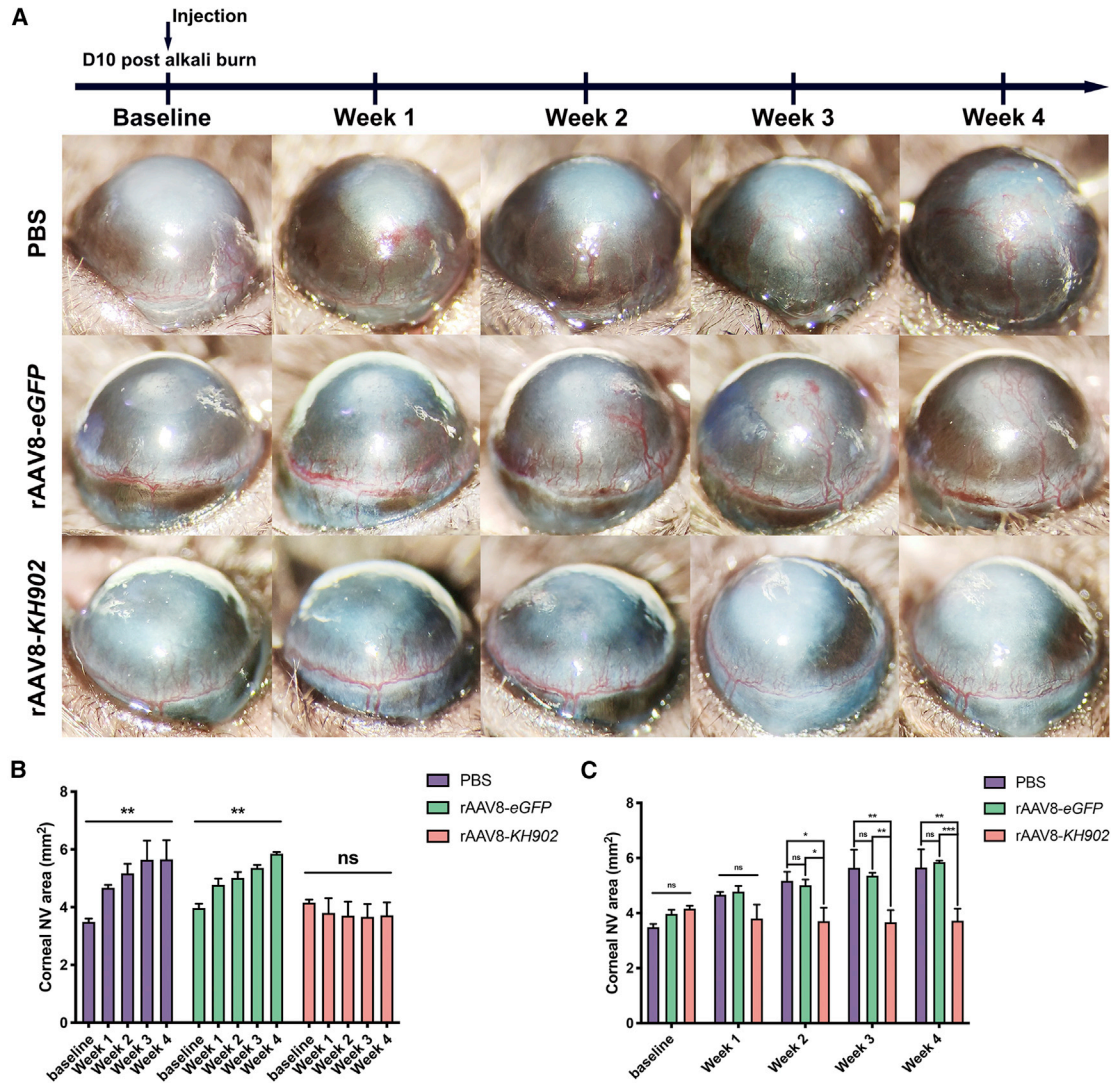 A
Injection
D10 post alkali burn
Baseline
Week 1
Week 2
Week 3
Week 4
PBS
rAAV8-eGFP
rAAV8-KH902
B
PBS
rAAV8-eGFP
rAAV8-KH902
Corneal NV area (mm²)
8
6
4
2
0
**
**
ns
baseline
Week 1
Week 2
Week 3
Week 4
baseline
Week 1
Week 2
Week 3
Week 4
baseline
Week 1
Week 2
Week 3
Week 4
C
PBS
rAAV8-eGFP
rAAV8-KH902
Corneal NV area (mm²)
8
6
4
2
0
ns
ns
*
ns
*
**
ns
**
**
ns
***
baseline
Week 1
Week 2
Week 3
Week 4